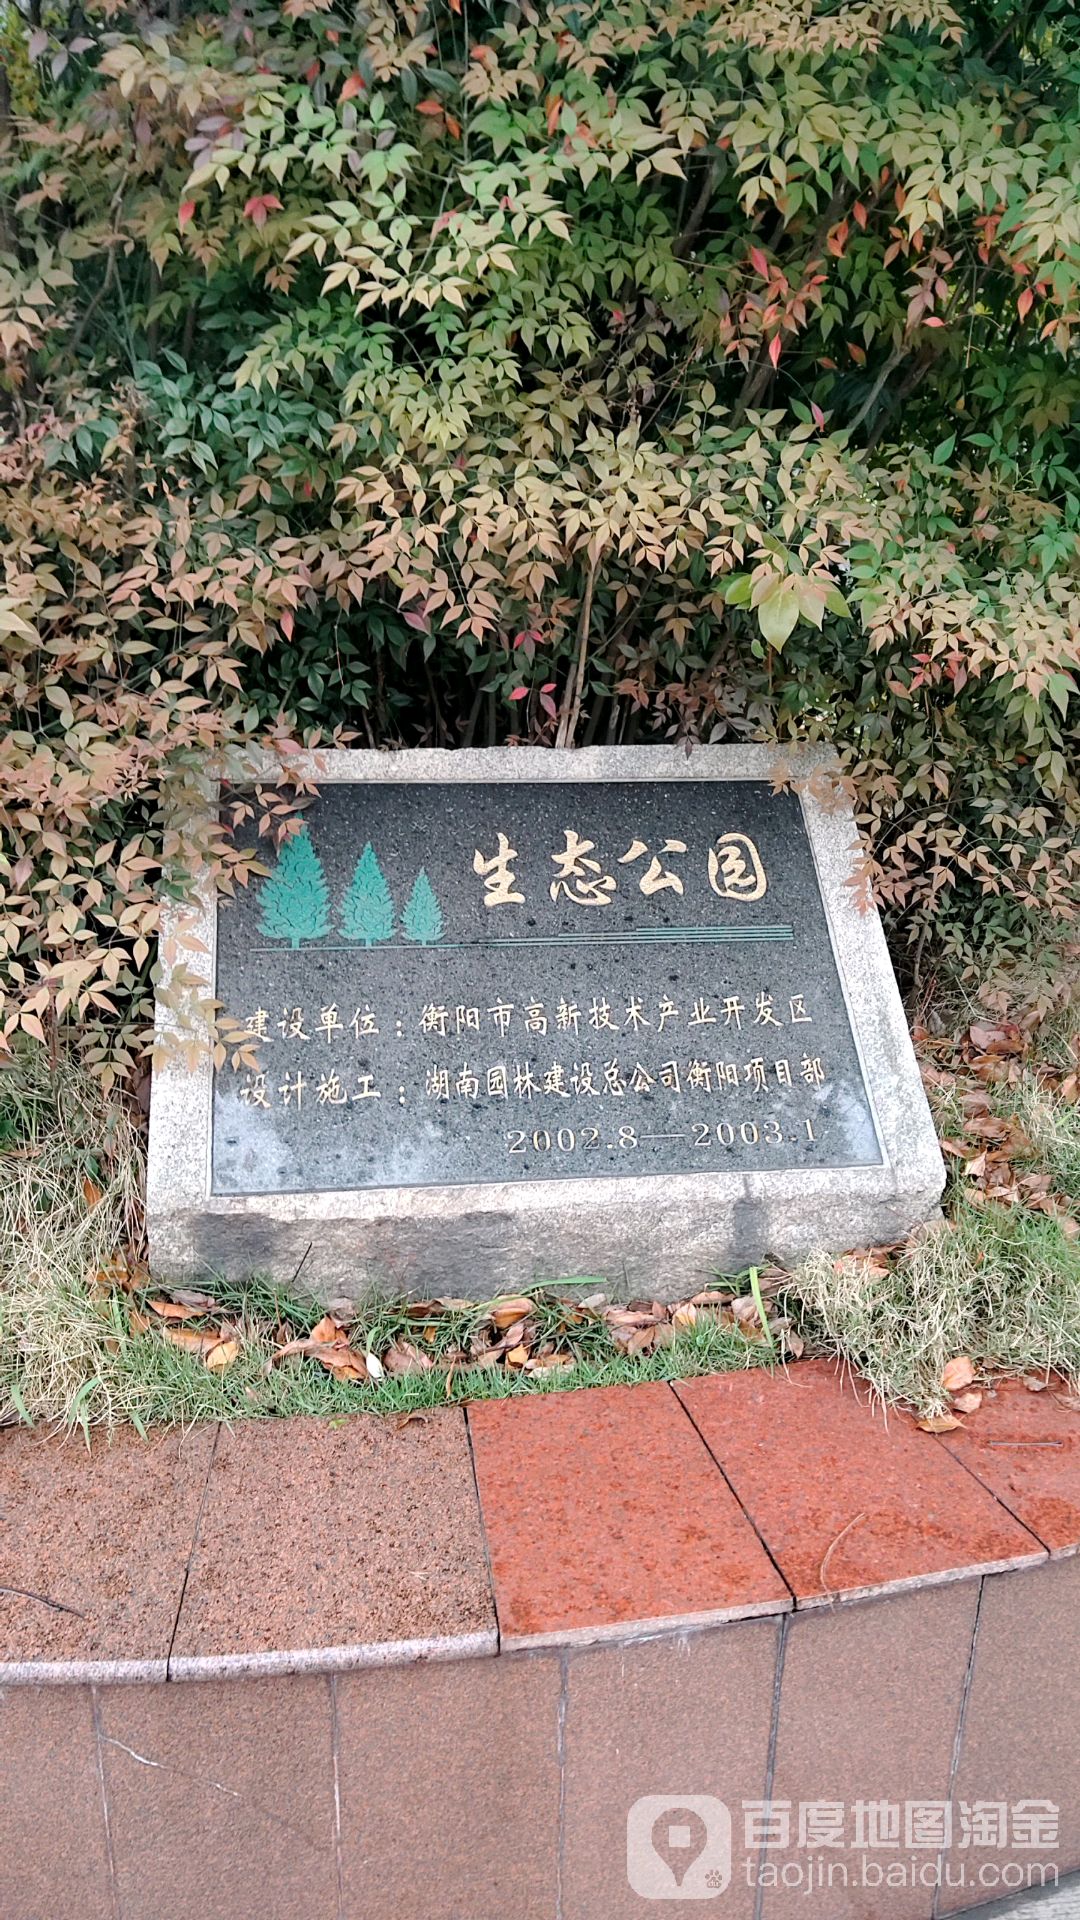 生态公园
建设单位：衡阳市高新技术产业开发区
设计施工：湖南园林建设总公司衡阳项目部
2002.8—2003.1
百度地图淘金
taojin.baidu.com